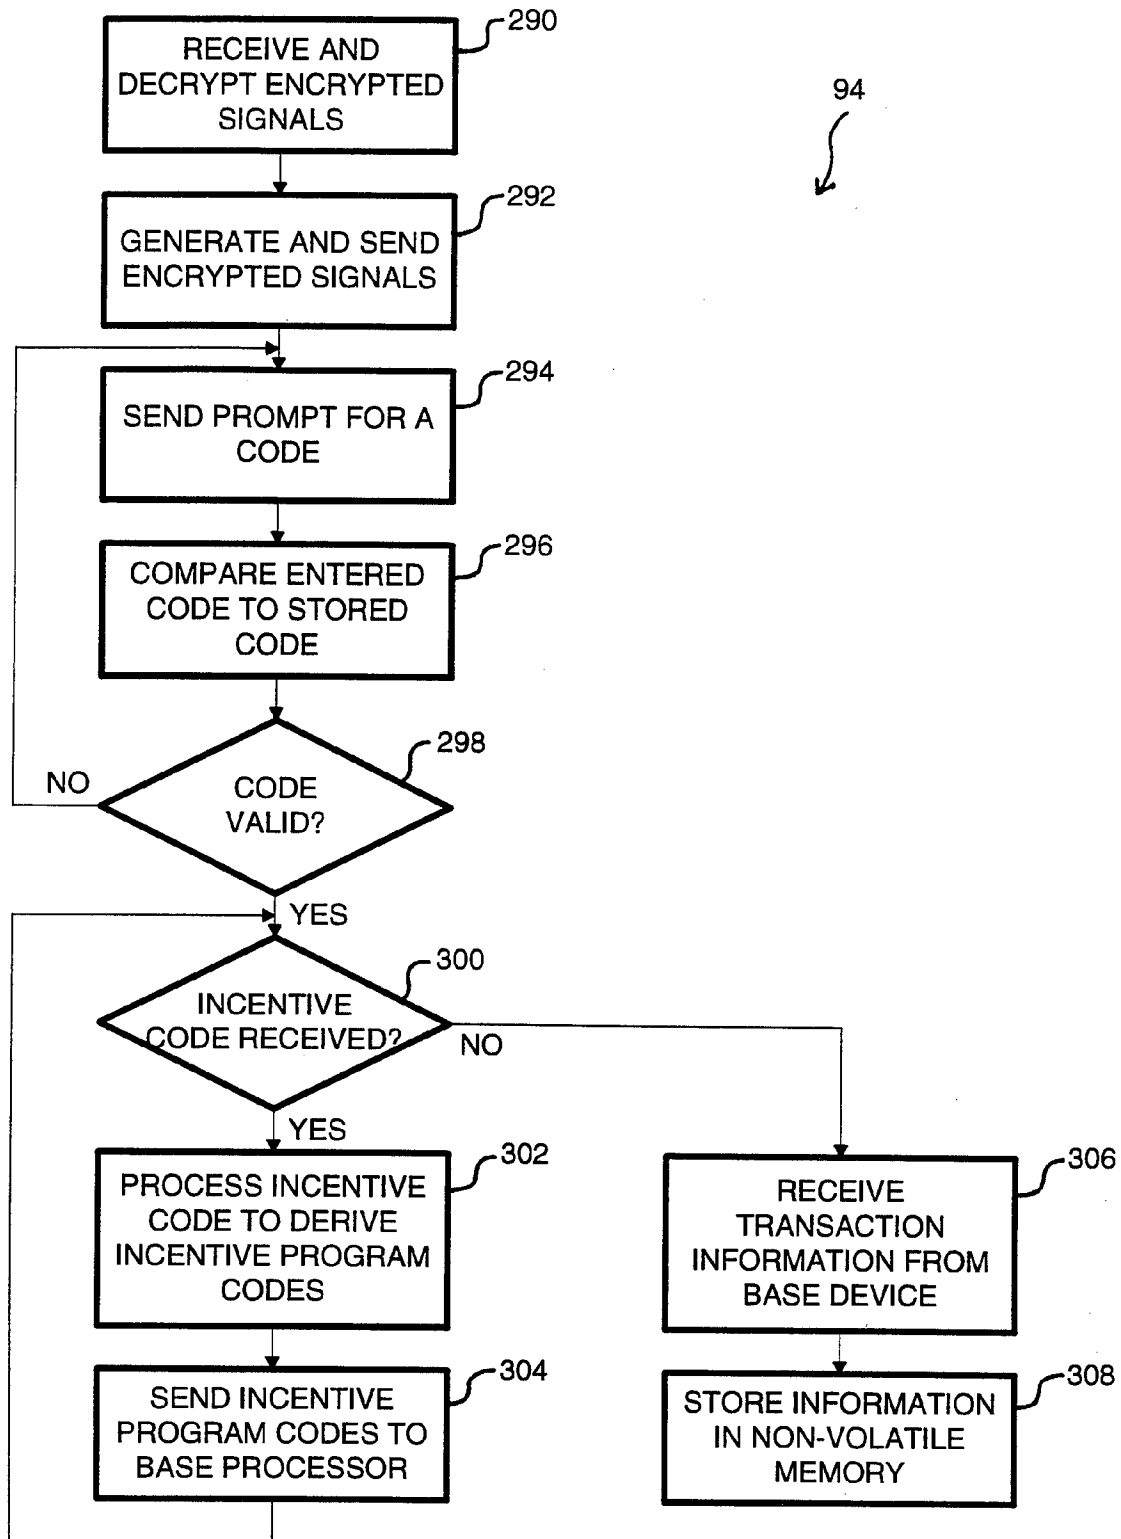 290
RECEIVE AND
DECRYPT ENCRYPTED
SIGNALS
94
292
GENERATE AND SEND
ENCRYPTED SIGNALS
294
SEND PROMPT FOR A
CODE
296
COMPARE ENTERED
CODE TO STORED
CODE
298
NO
CODE
VALID?
YES
300
INCENTIVE
CODE RECEIVED?
NO
YES
302
PROCESS INCENTIVE
CODE TO DERIVE
INCENTIVE PROGRAM
CODES
306
RECEIVE
TRANSACTION
INFORMATION FROM
BASE DEVICE
304
SEND INCENTIVE
PROGRAM CODES TO
BASE PROCESSOR
308
STORE INFORMATION
IN NON-VOLATILE
MEMORY